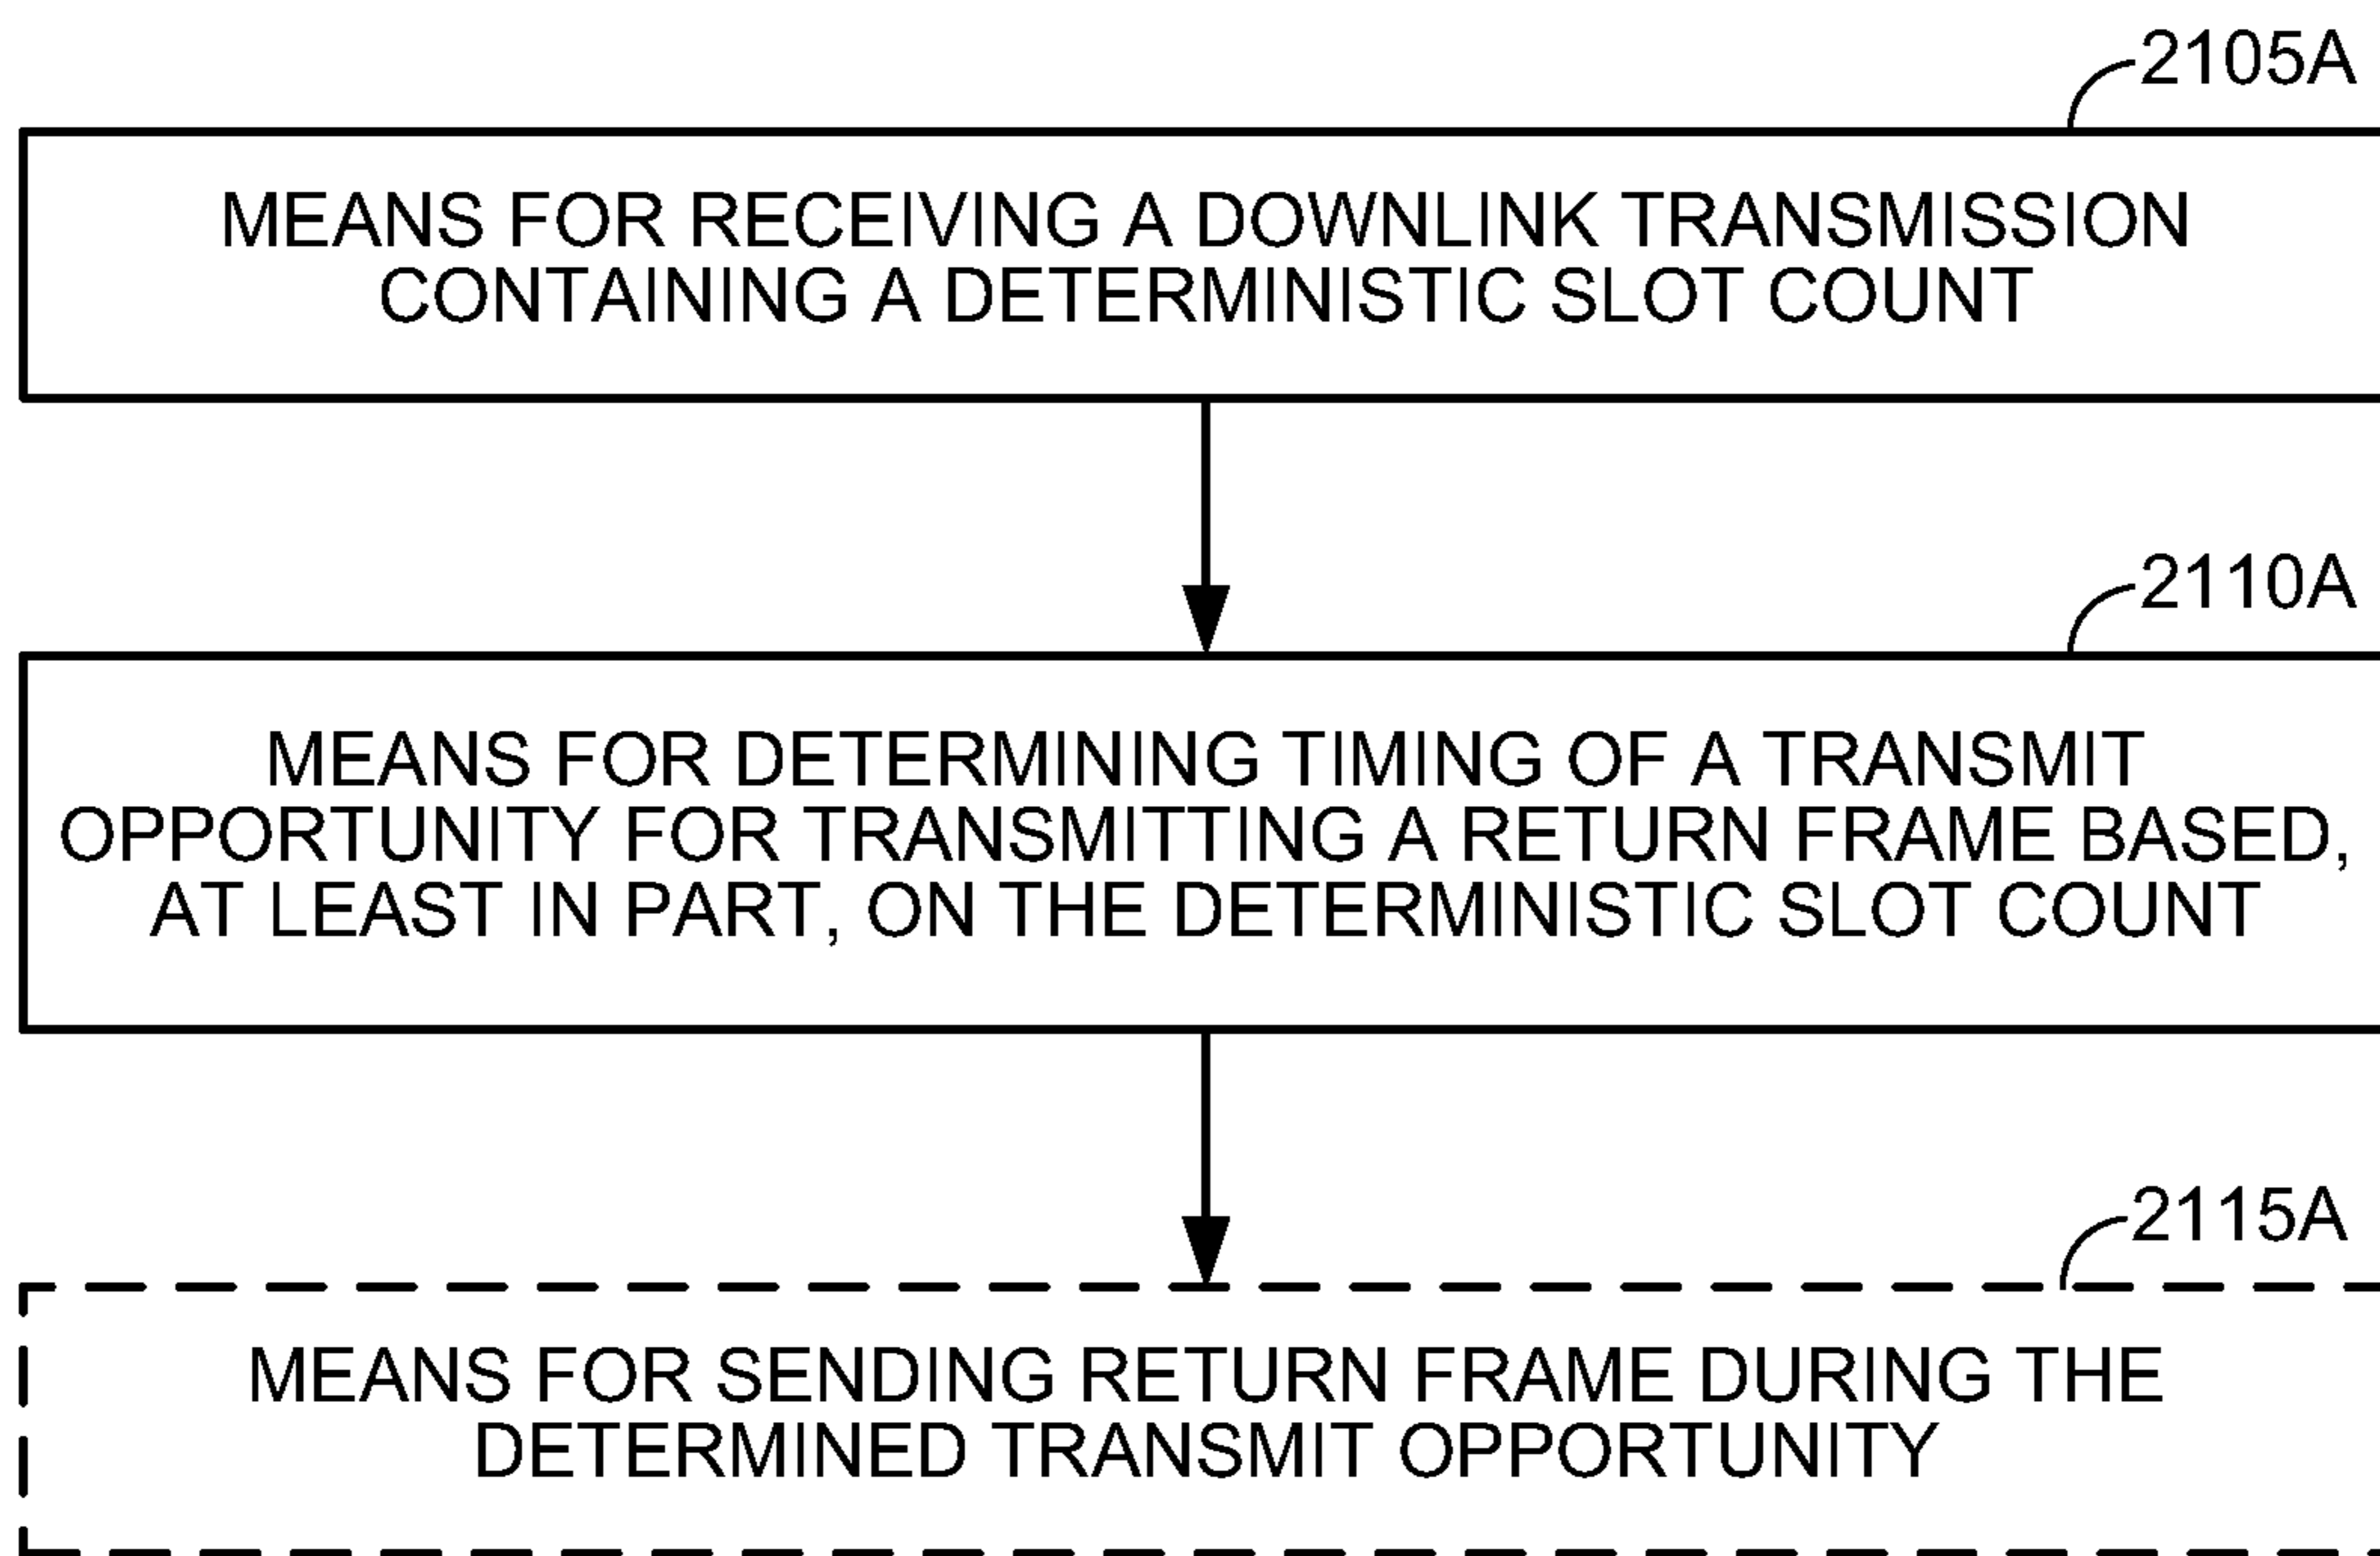 2105A
MEANS FOR RECEIVING A DOWNLINK TRANSMISSION
CONTAINING A DETERMINISTIC SLOT COUNT
2110A
MEANS FOR DETERMINING TIMING OF A TRANSMIT
OPPORTUNITY FOR TRANSMITTING A RETURN FRAME BASED,
AT LEAST IN PART, ON THE DETERMINISTIC SLOT COUNT
2115A
MEANS FOR SENDING RETURN FRAME DURING THE
DETERMINED TRANSMIT OPPORTUNITY